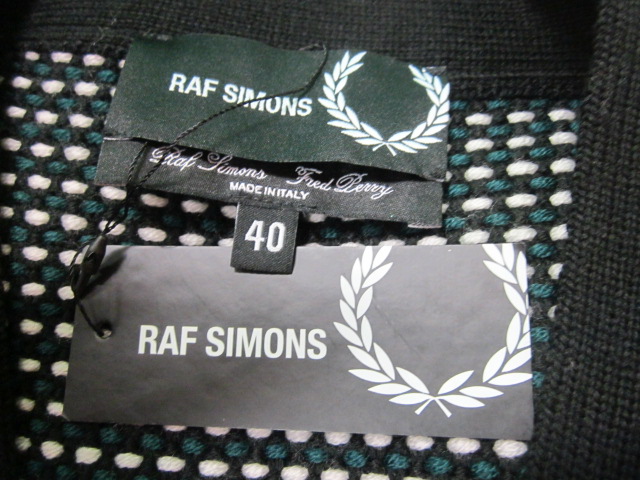 RAF SIMONS
Raf Simons Fred Perry
MADE IN ITALY
40
RAF SIMONS